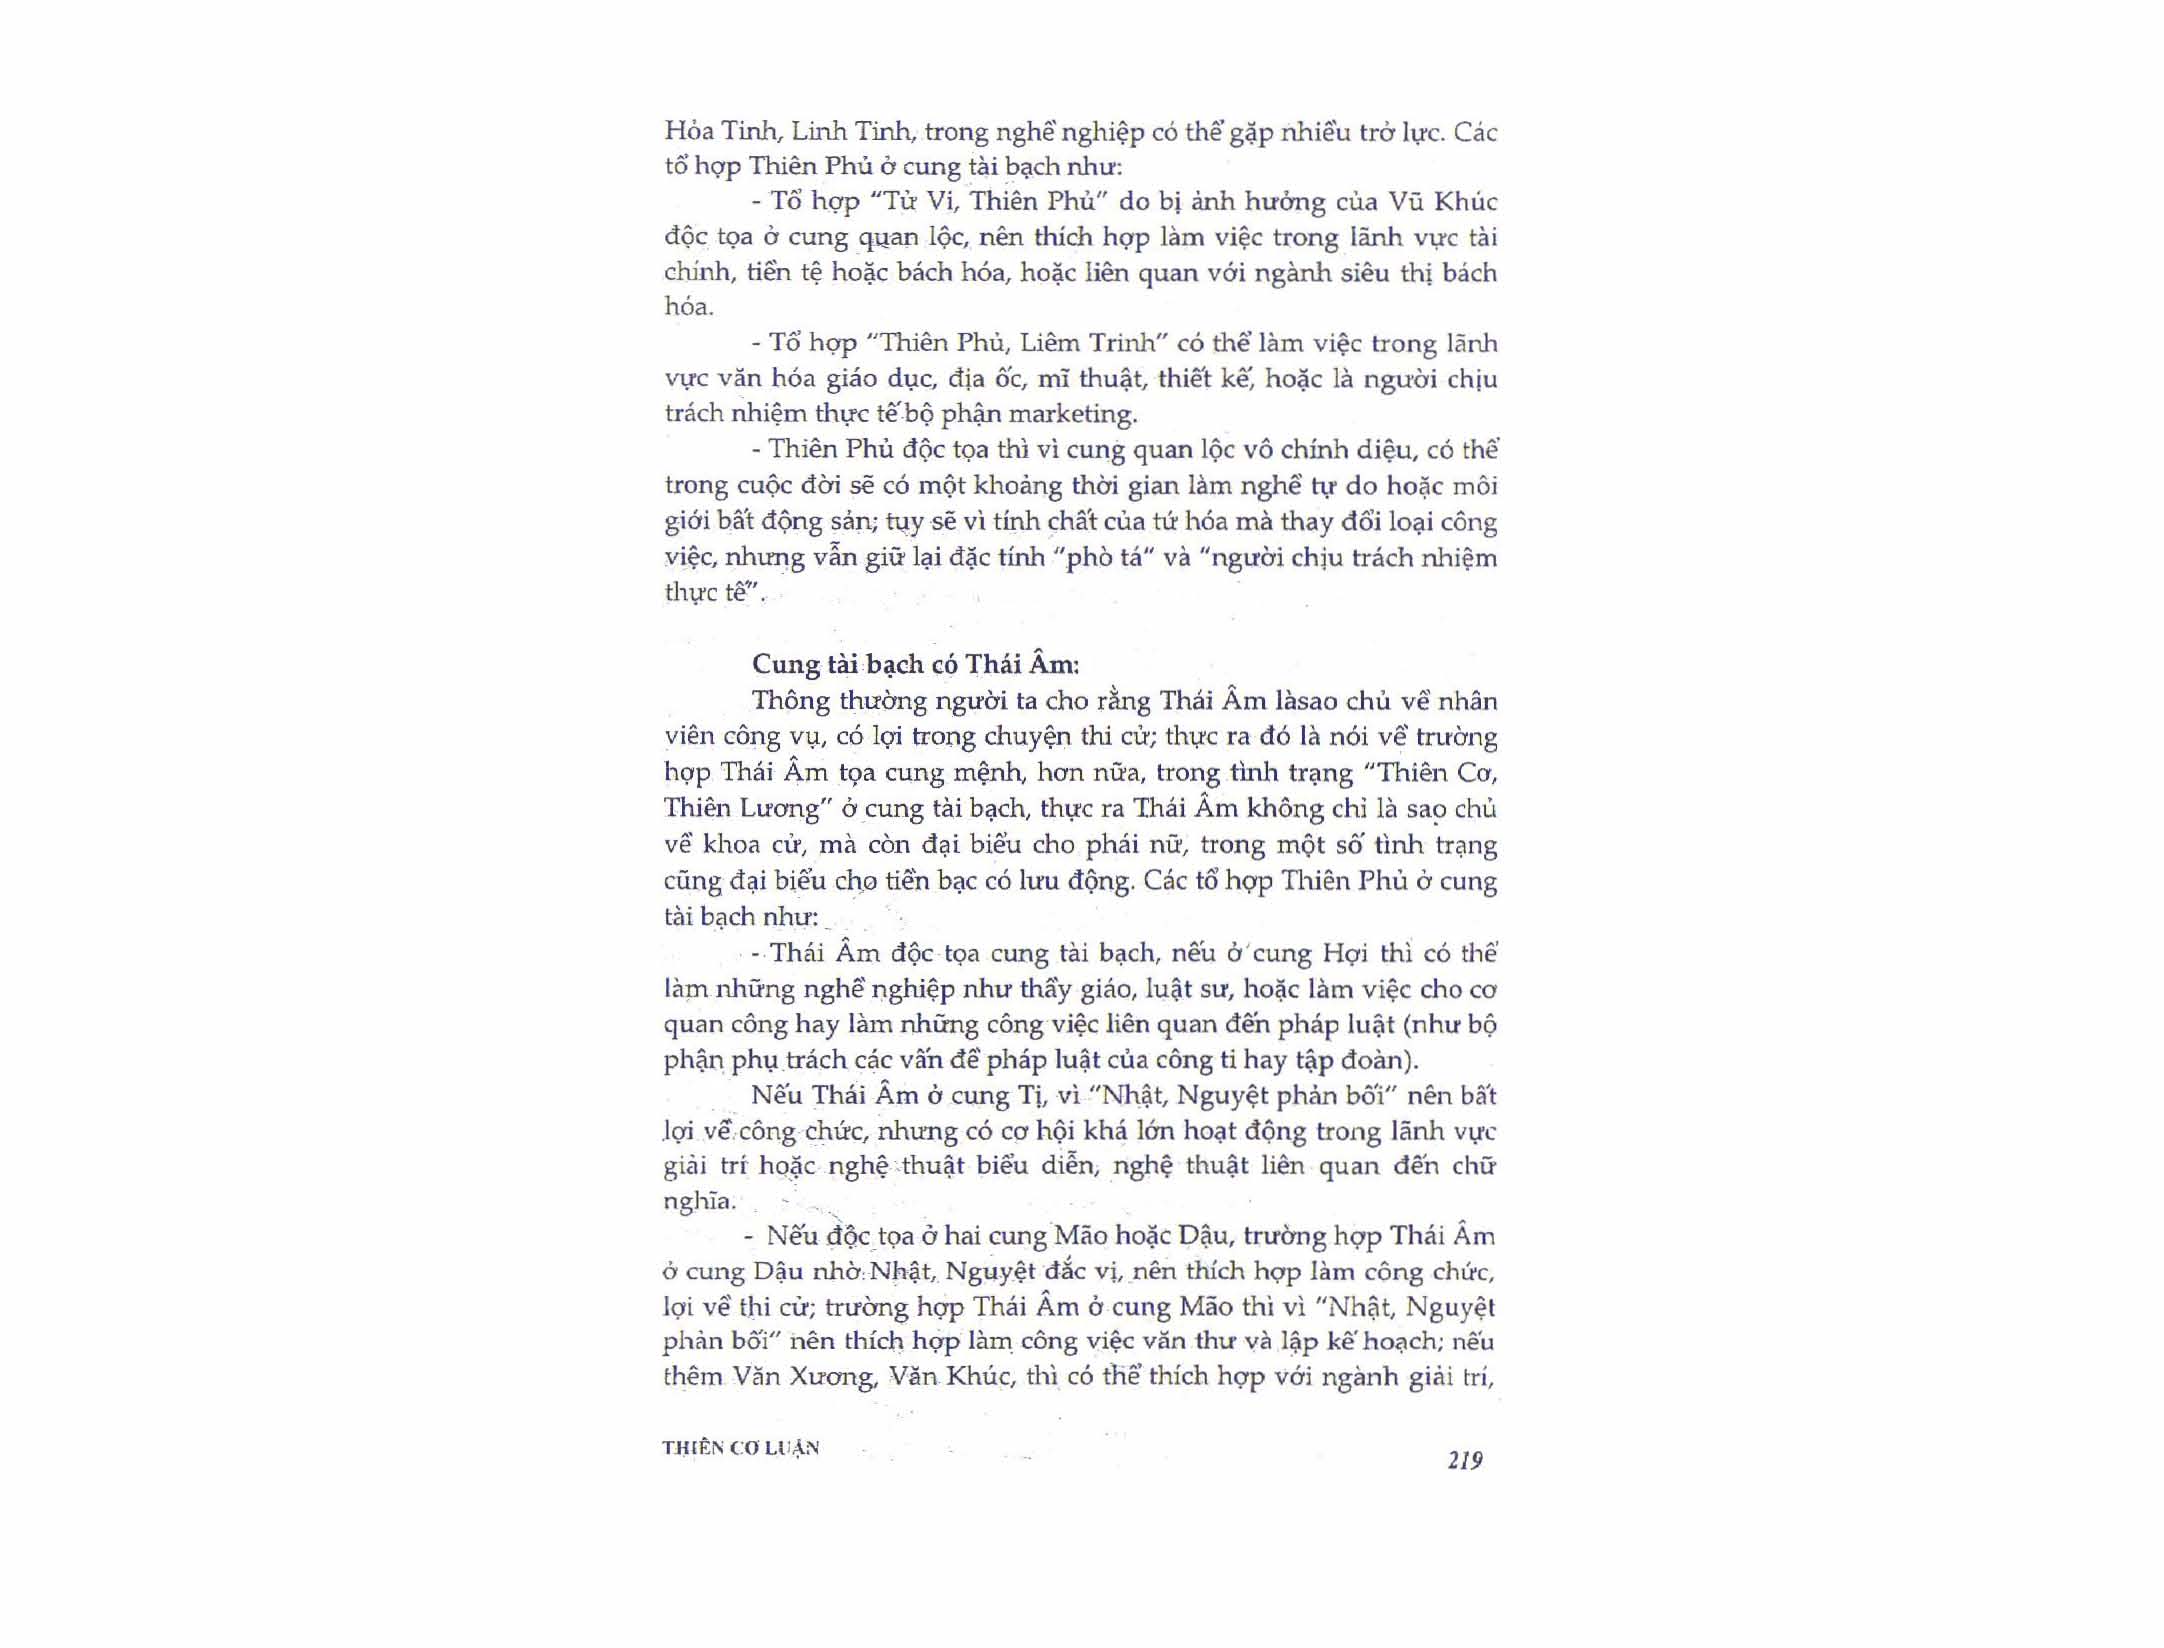 Hỏa Tinh, Linh Tinh, trong nghề nghiệp có thể gặp nhiều trở lực. Các
tổ hợp Thiên Phủ ở cung tài bạch như:
- Tổ hợp "Tử Vi, Thiên Phủ" do bị ảnh hưởng của Vũ Khúc
độc tọa ở cung quan lộc, nên thích hợp làm việc trong lãnh vực tài
chính, tiền tệ hoặc bách hóa, hoặc liên quan với ngành siêu thị bách
hóa.
- Tổ hợp "Thiên Phủ, Liêm Trinh" có thể làm việc trong lãnh
vực văn hóa giáo dục, địa ốc, mĩ thuật, thiết kế, hoặc là người chịu
trách nhiệm thực tế bộ phận marketing.
- Thiên Phủ độc tọa thì vì cung quan lộc vô chính diệu, có thể
trong cuộc đời sẽ có một khoảng thời gian làm nghề tự do hoặc môi
giới bất động sản; tuy sẽ vì tính chất của tứ hóa mà thay đổi loại công
việc, nhưng vẫn giữ lại đặc tính "phò tá" và "người chịu trách nhiệm
thực tế".
Cung tài bạch có Thái Âm:
Thông thường người ta cho rằng Thái Âm làsao chủ về nhân
viên công vụ, có lợi trong chuyện thi cử; thực ra đó là nói về trường
hợp Thái Âm tọa cung mệnh, hơn nữa, trong tình trạng "Thiên Cơ,
Thiên Lương" ở cung tài bạch, thực ra Thái Âm không chỉ là sao chủ
về khoa cử, mà còn đại biểu cho phái nữ, trong một số tình trạng
cũng đại biểu cho tiền bạc có lưu động. Các tổ hợp Thiên Phủ ở cung
tài bạch như:
- Thái Âm độc tọa cung tài bạch, nếu ở cung Hợi thì có thể
làm những nghề nghiệp như thầy giáo, luật sư, hoặc làm việc cho cơ
quan công hay làm những công việc liên quan đến pháp luật (như bộ
phận phụ trách các vấn đề pháp luật của công ti hay tập đoàn).
Nếu Thái Âm ở cung Tị, vì "Nhật, Nguyệt phản bối" nên bất
lợi về công chức, nhưng có cơ hội khá lớn hoạt động trong lãnh vực
giải trí hoặc nghệ thuật biểu diễn, nghệ thuật liên quan đến chữ
nghĩa.
- Nếu độc tọa ở hai cung Mão hoặc Dậu, trường hợp Thái Âm
ở cung Dậu nhờ Nhật, Nguyệt đắc vị, nên thích hợp làm công chức,
lợi về thi cử; trường hợp Thái Âm ở cung Mão thì vì "Nhật, Nguyệt
phản bối" nên thích hợp làm công việc văn thư và lập kế hoạch; nếu
thêm Văn Xương, Văn Khúc, thì có thể thích hợp với ngành giải trí,
THIÊN CƠ LUẬN
219